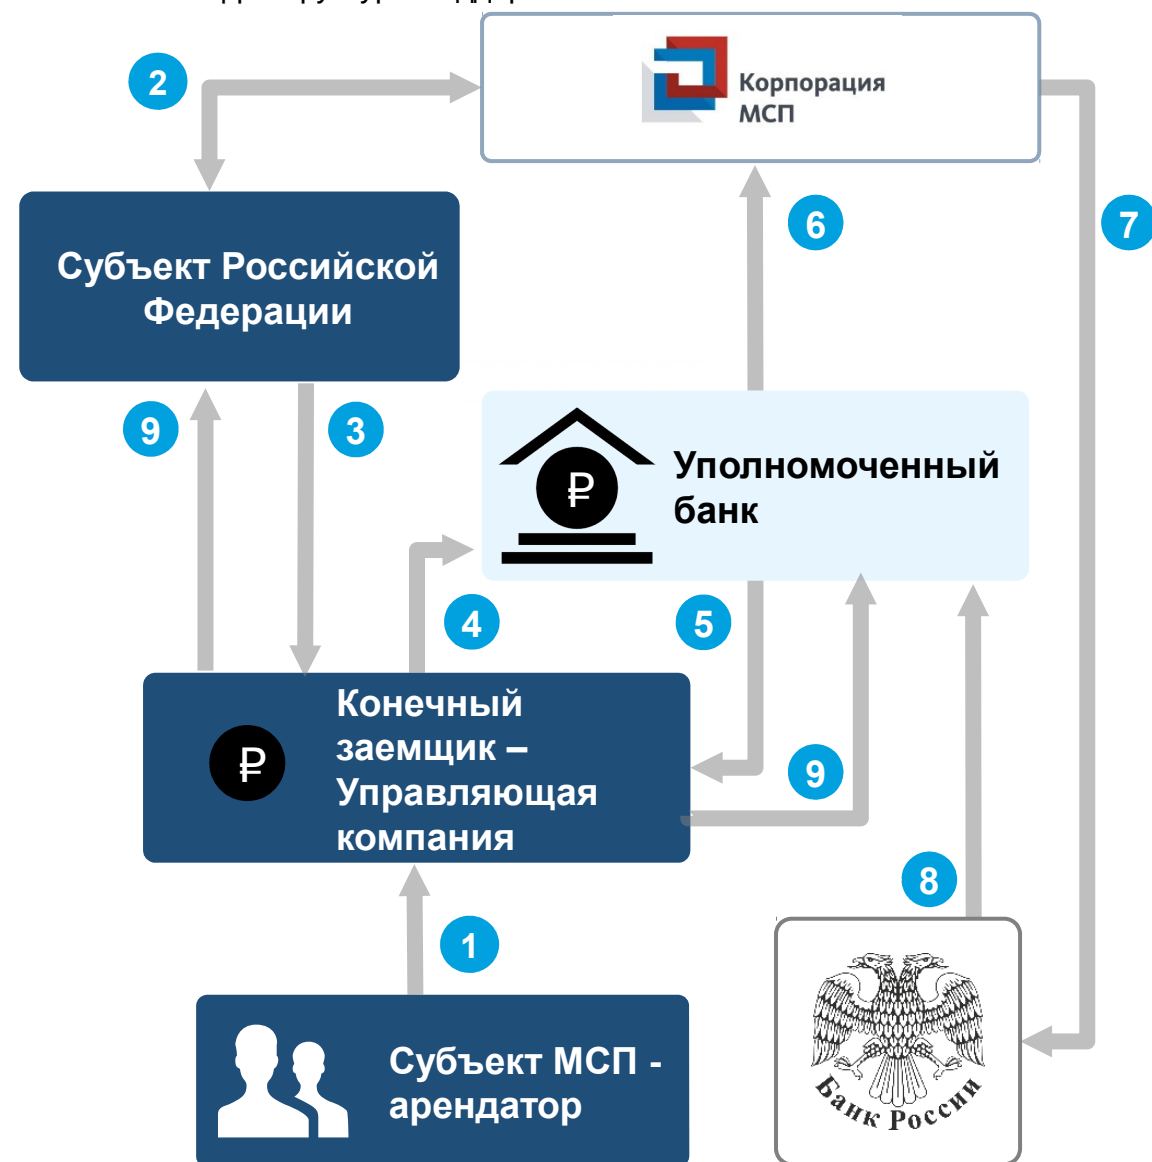 2
Корпорация
МСП
6
7
Субъект Российской
Федерации
9
3
₽
Уполномоченный
банк
4
5
₽
Конечный
заемщик –
Управляющая
компания
9
8
1
Субъект МСП -
арендатор
Банк России